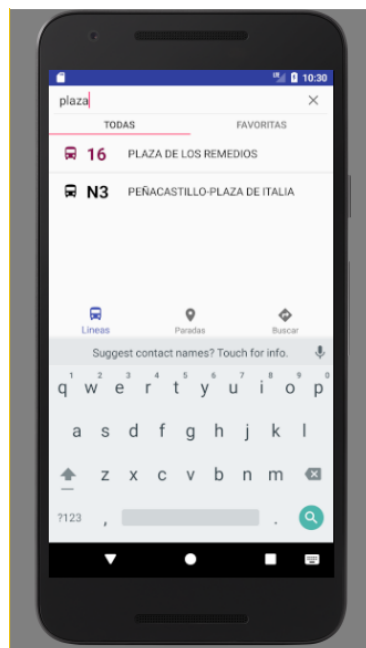 10:30
plaza
TODAS FAVORITAS
16 PLAZA DE LOS REMEDIOS
N3 PEÑACASTILLO-PLAZA DE ITALIA
Lineas Paradas Buscar
Suggest contact names? Touch for info.
1 2 3 4 5 6 7 8 9 0
q w e r t y u i o p
a s d f g h j k l
z x c v b n m
?123 , .